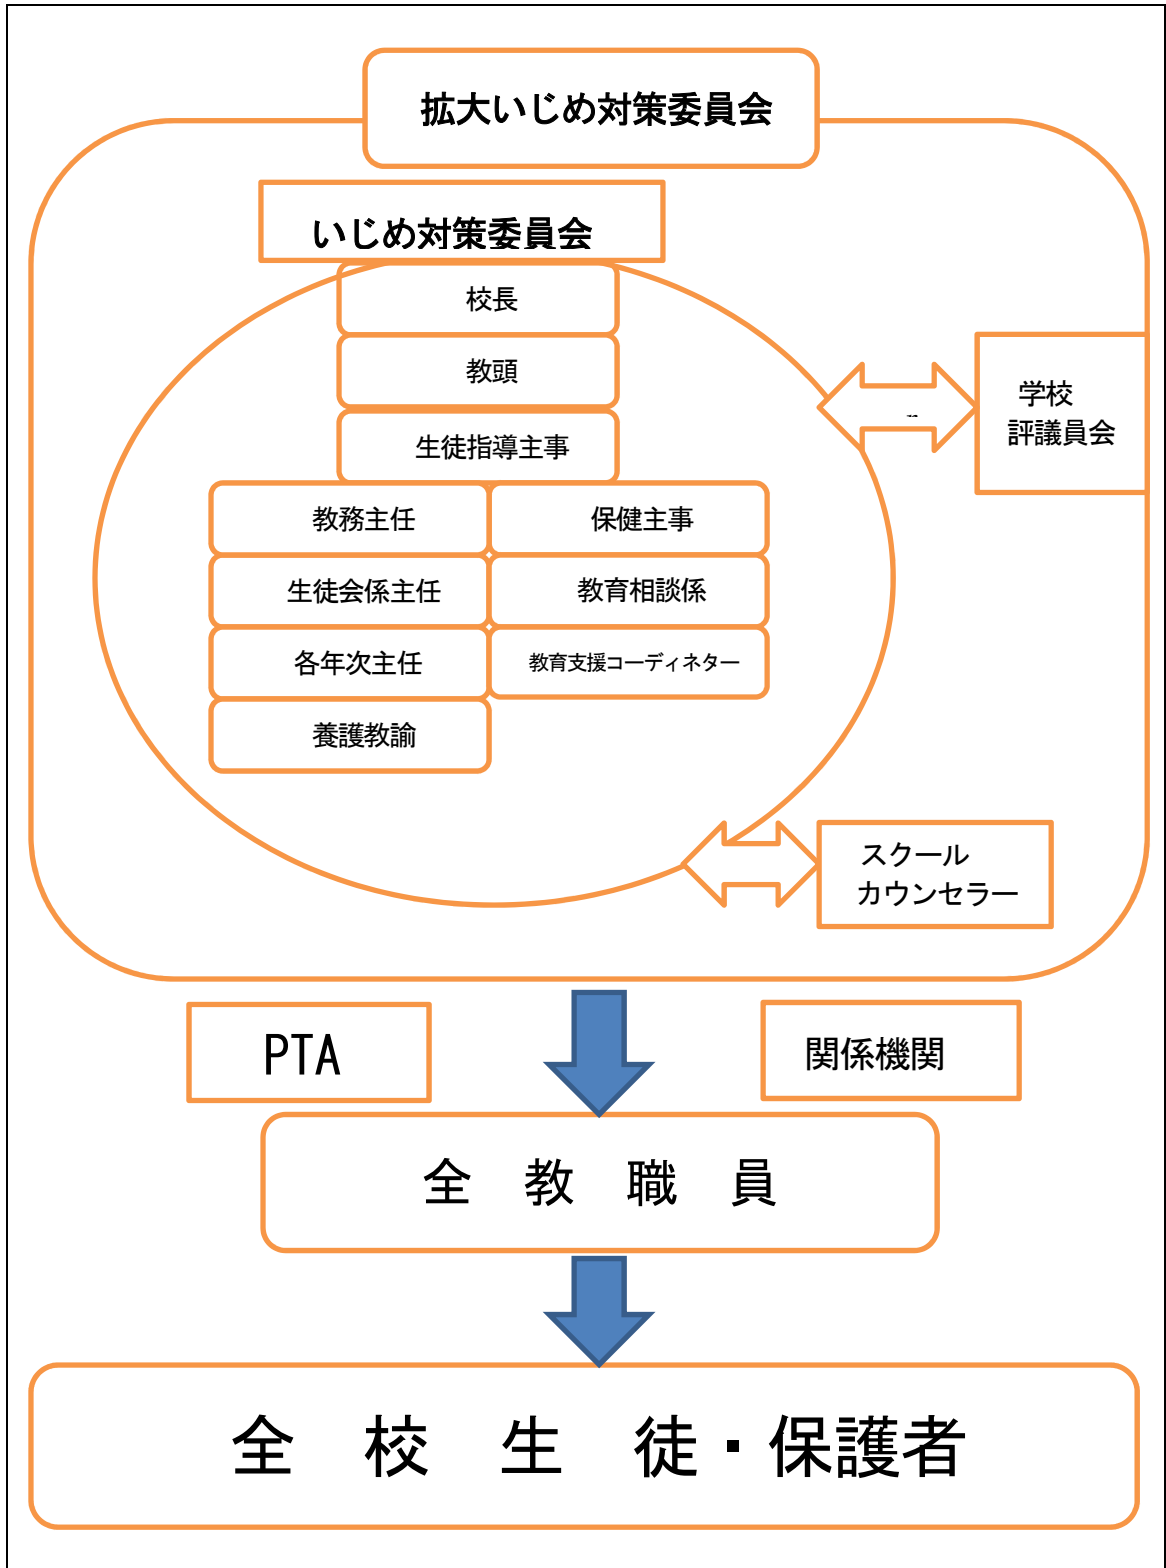 拡大いじめ対策委員会
いじめ対策委員会
校長
教頭
生徒指導主事
教務主任
保健主事
生徒会係主任
教育相談係
各年次主任
教育支援コーディネター
養護教諭
学校
評議員会
スクール
カウンセラー
PTA
関係機関
全 教 職 員
全 校 生 徒・保護者